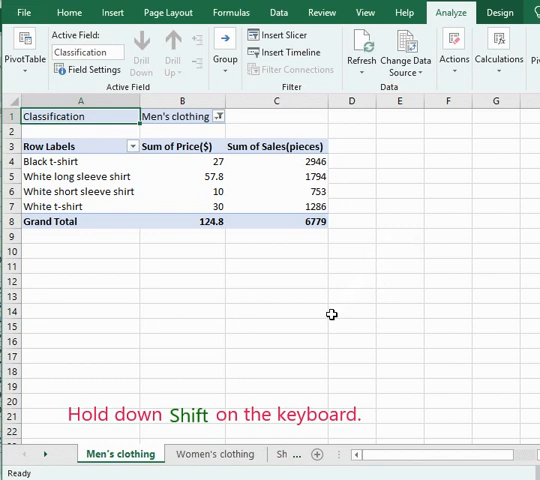 File Home Insert Page Layout Formulas Data Review View Analyze Design
Active Field:
Classification
Field Settings
PivotTable
Drill Down
Drill Up
Group
Insert Slicer
Insert Timeline
Filter Connections
Refresh
Change Data Source
Actions
Calculations
Active Field Filter Data
A B C D E F G
1 Classification Men's clothing
2
3 Row Labels Sum of Price($) Sum of Sales(pieces)
4 Black t-shirt 27 2946
5 White long sleeve shirt 57.8 1794
6 White short sleeve shirt 10 753
7 White t-shirt 30 1286
8 Grand Total 124.8 6779
9
10
11
12
13
14
15
16
17
18
19
20
21
22
Hold down Shift on the keyboard.
Men's clothing Women's clothing Sh ...
Ready